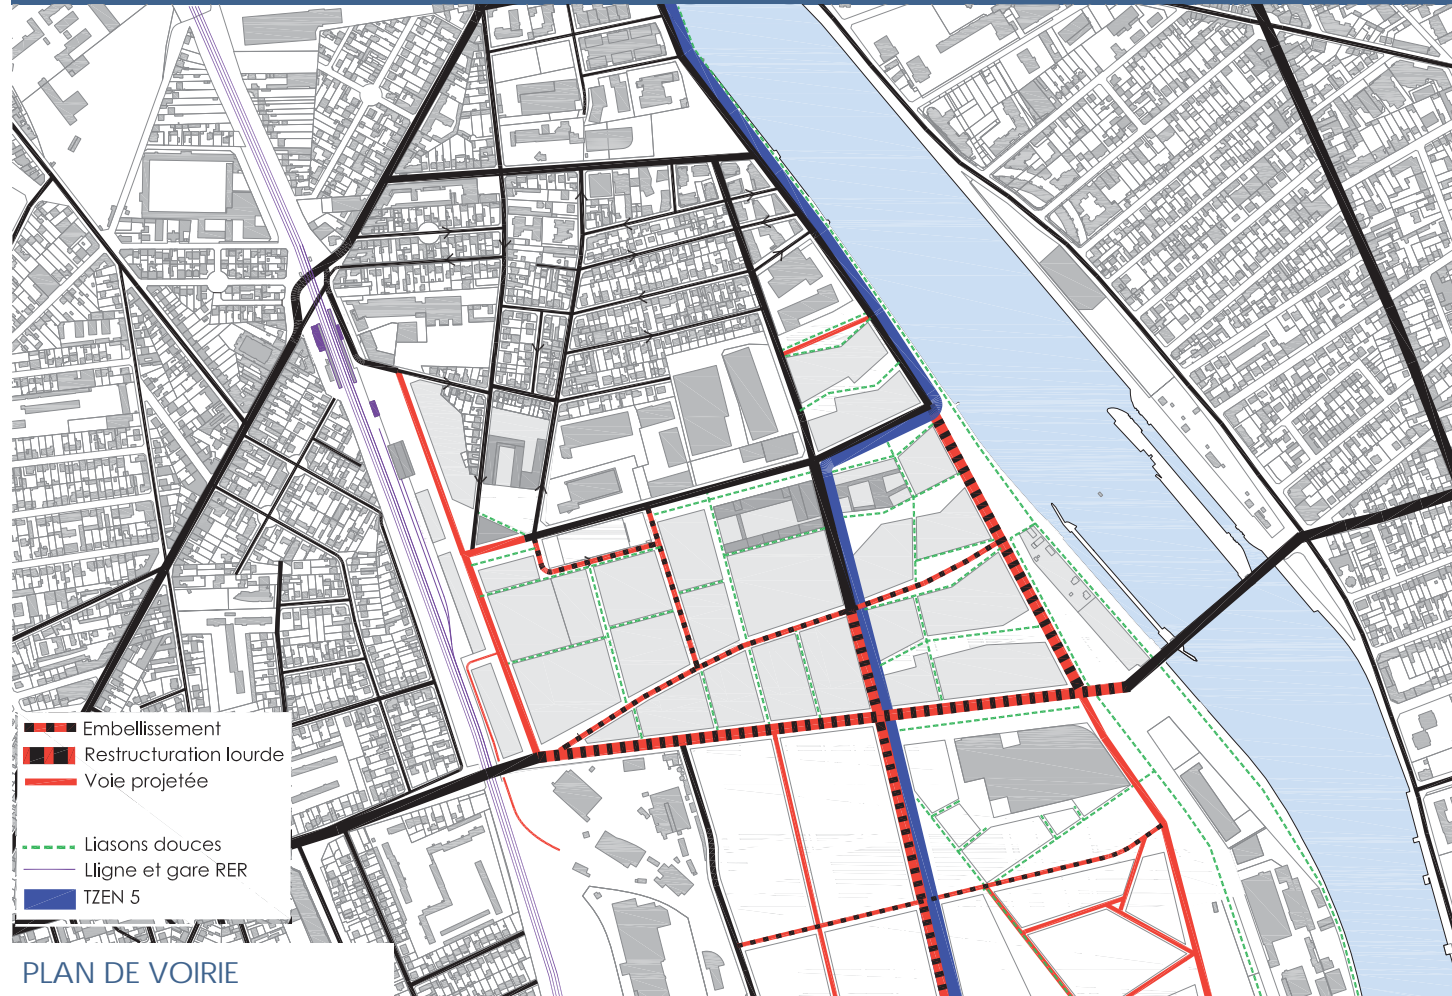 Embellissement
Restructuration lourde
Voie projetée
Liasons douces
Lligne et gare RER
TZEN 5
PLAN DE VOIRIE